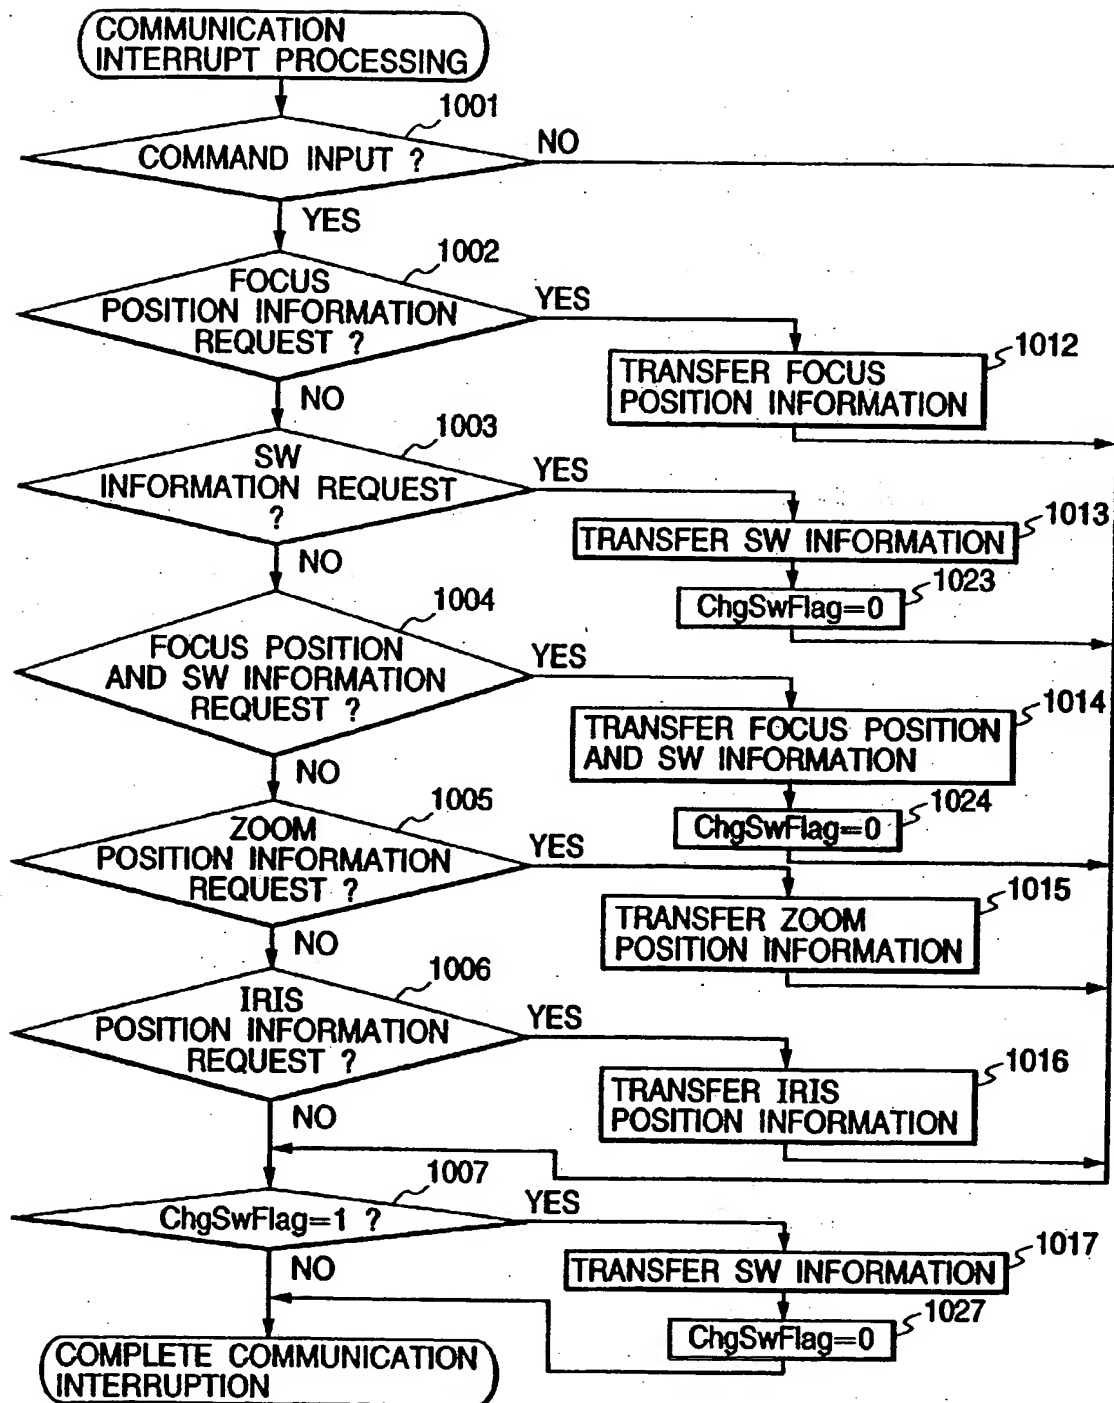 COMMUNICATION
INTERRUPT PROCESSING
1001
COMMAND INPUT ?
NO
YES
1002
FOCUS
POSITION INFORMATION
REQUEST ?
YES
1012
TRANSFER FOCUS
POSITION INFORMATION
NO
1003
SW
INFORMATION REQUEST
?
YES
1013
TRANSFER SW INFORMATION
1023
ChgSwFlag=0
NO
1004
FOCUS POSITION
AND SW INFORMATION
REQUEST ?
YES
1014
TRANSFER FOCUS POSITION
AND SW INFORMATION
1024
ChgSwFlag=0
NO
1005
ZOOM
POSITION INFORMATION
REQUEST ?
YES
1015
TRANSFER ZOOM
POSITION INFORMATION
NO
1006
IRIS
POSITION INFORMATION
REQUEST ?
YES
1016
TRANSFER IRIS
POSITION INFORMATION
NO
1007
ChgSwFlag=1 ?
YES
1017
TRANSFER SW INFORMATION
1027
ChgSwFlag=0
NO
COMPLETE COMMUNICATION
INTERRUPTION